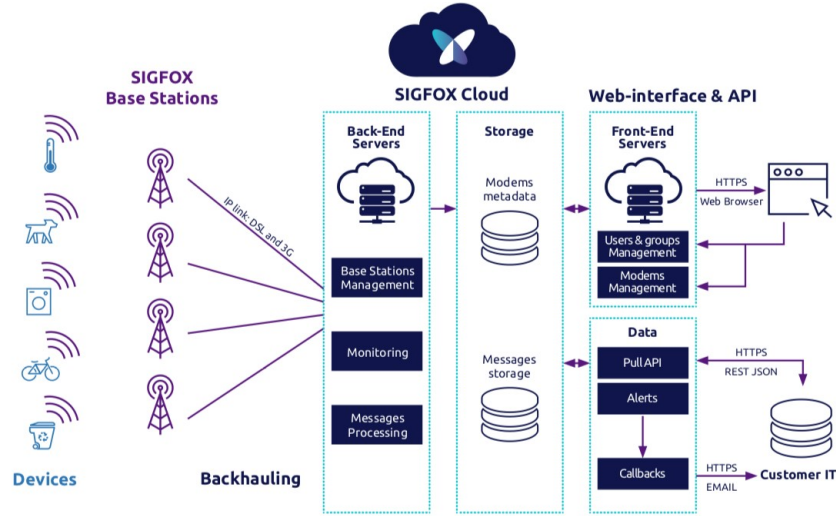 SIGFOX
Base Stations
SIGFOX Cloud
Web-interface & API
Back-End
Servers
Storage
Front-End
Servers
Modems
metadata
HTTPS
Web Browser
IP link: DSL and 3G
Users & groups
Management
Base Stations
Management
Modems
Management
Data
Monitoring
Messages
storage
Pull API
HTTPS
REST JSON
Alerts
Messages
Processing
Callbacks
HTTPS
EMAIL
Customer IT
Devices
Backhauling